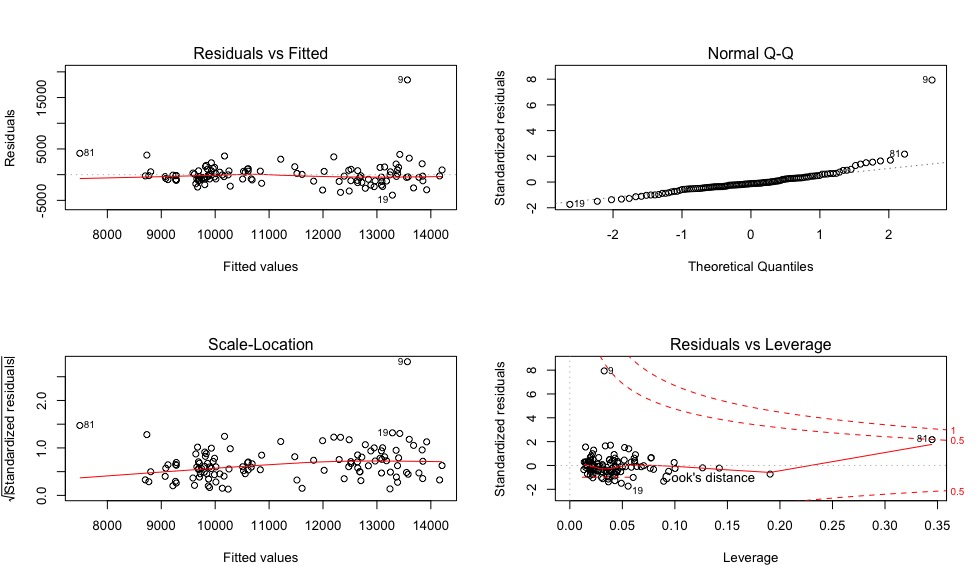 Residuals vs Fitted
Residuals
-5000 5000 15000
9
81
19
8000 9000 10000 11000 12000 13000 14000
Fitted values
Normal Q-Q
Standardized residuals
-2 0 2 4 6 8
9
81
19
-2 -1 0 1 2
Theoretical Quantiles
Scale-Location
√|Standardized residuals|
0.0 1.0 2.0
9
81
19
8000 9000 10000 11000 12000 13000 14000
Fitted values
Residuals vs Leverage
Standardized residuals
-2 0 2 4 6 8
9
81
19
Cook's distance
1
0.5
0.5
0.00 0.05 0.10 0.15 0.20 0.25 0.30 0.35
Leverage